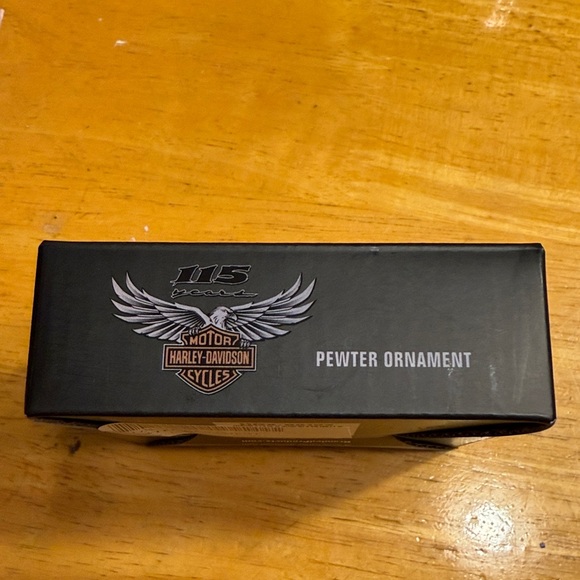 115
years
MOTOR
HARLEY-DAVIDSON
CYCLES
PEWTER ORNAMENT